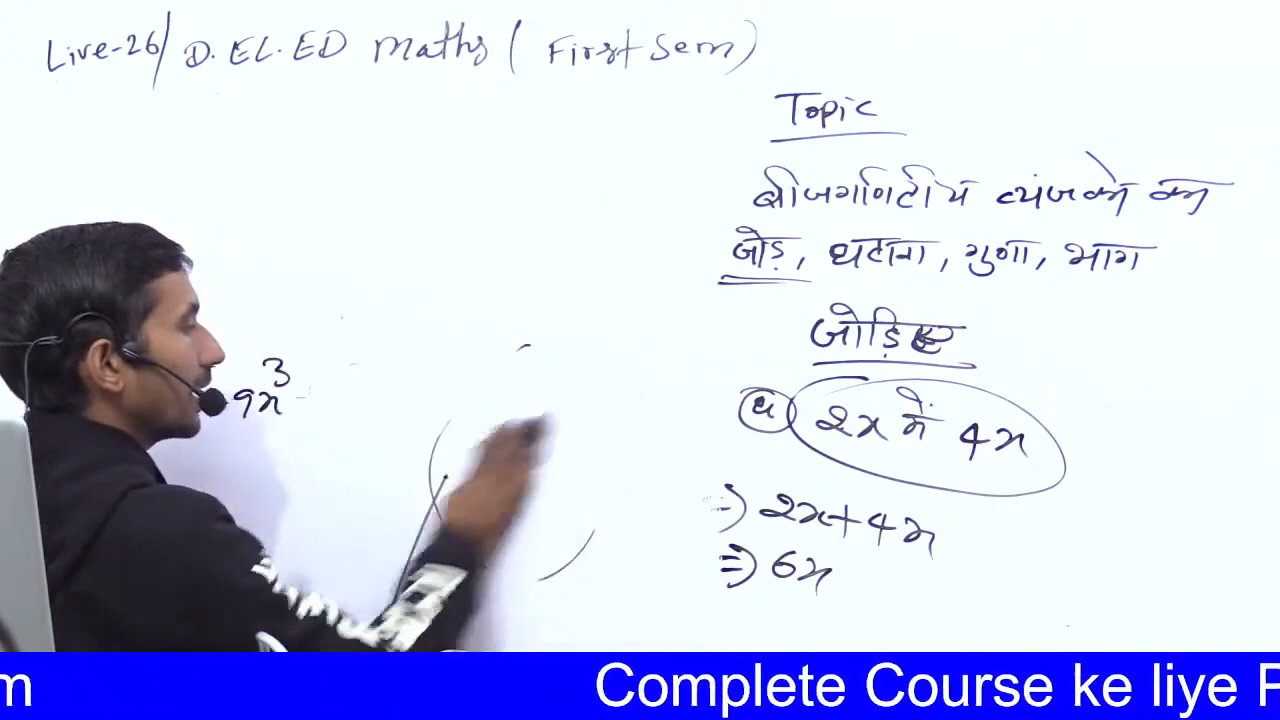 Live-26/ D.EL.ED Maths ( First Sem)
Topic
बीजगणितीय व्यंजको का
जोड़, घटाना, गुणा, भाग
जोड़िए
9x³
2x में 4x
⇒ 2x+4x
⇒ 6x
m Complete Course ke liye P